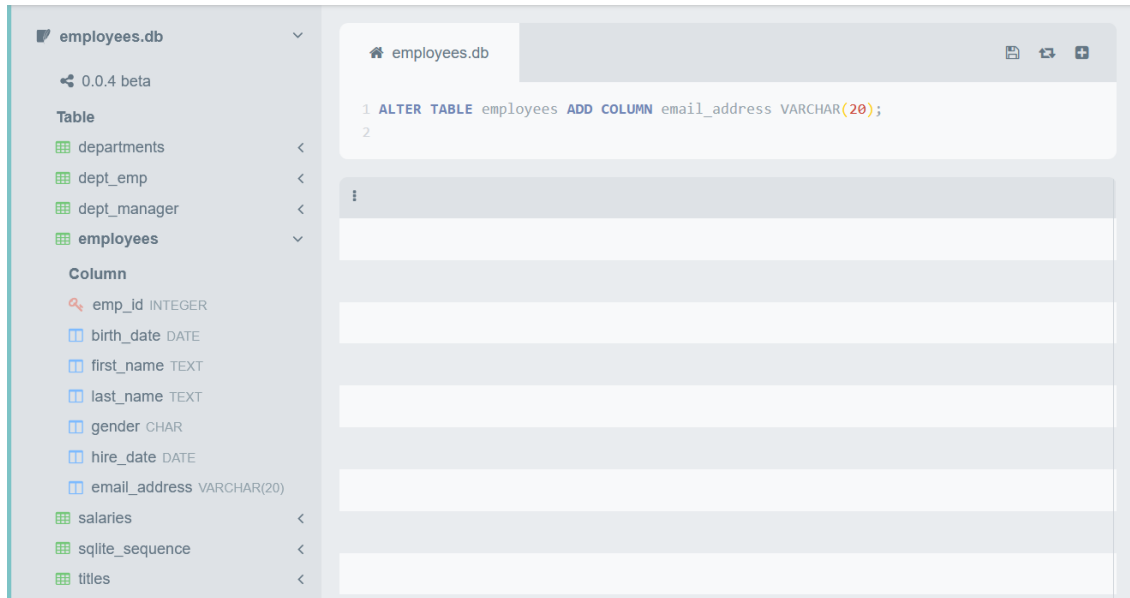 employees.db
0.0.4 beta
Table
departments
dept_emp
dept_manager
employees
Column
emp_id INTEGER
birth_date DATE
first_name TEXT
last_name TEXT
gender CHAR
hire_date DATE
email_address VARCHAR(20)
salaries
sqlite_sequence
titles
employees.db
1 ALTER TABLE employees ADD COLUMN email_address VARCHAR(20);
2